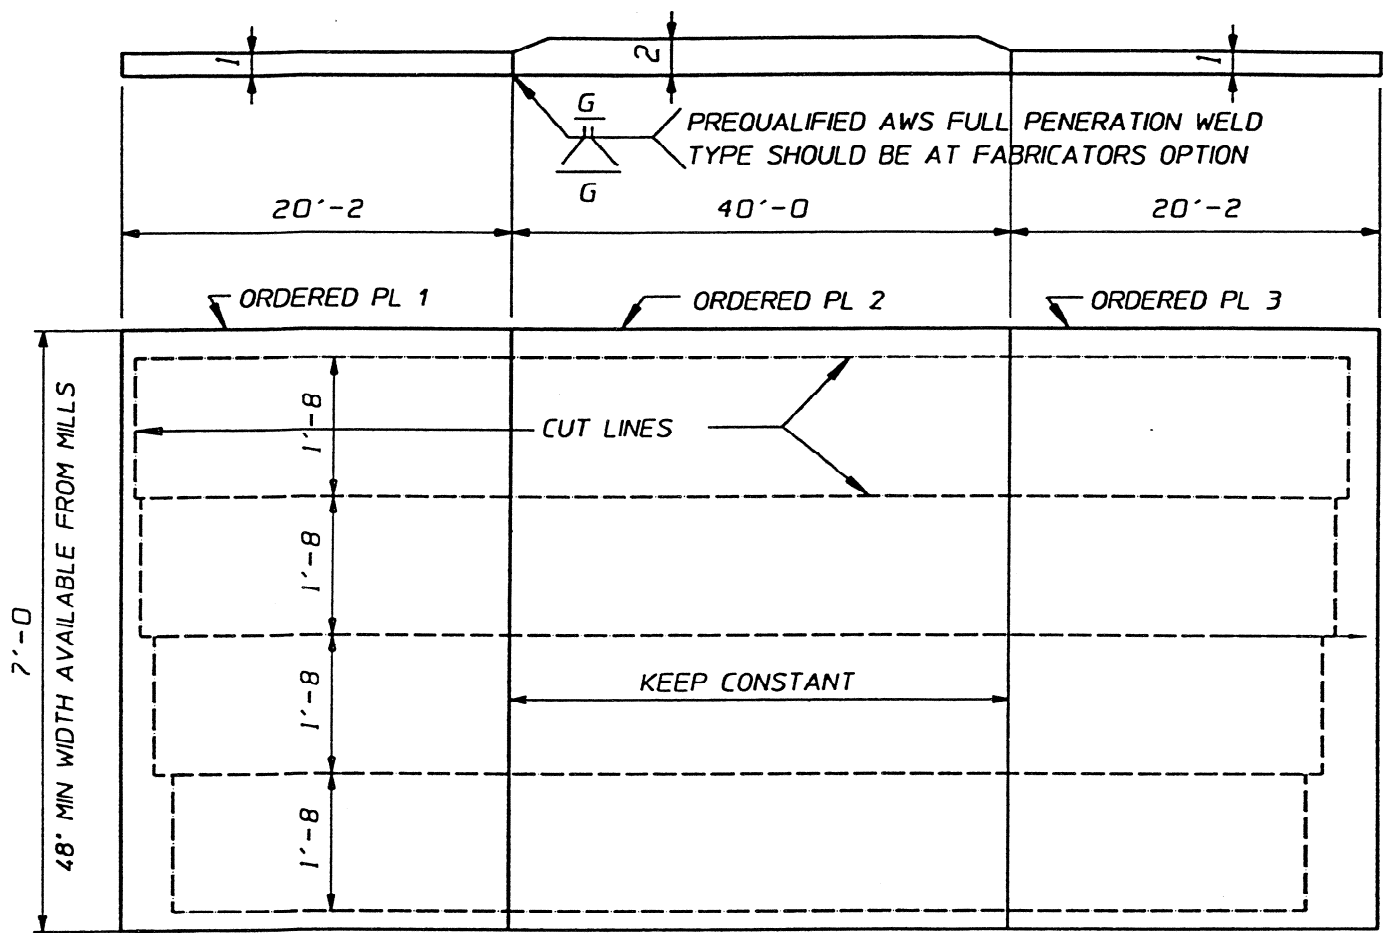 1
2
1
G
G
PREQUALIFIED AWS FULL PENERATION WELD
TYPE SHOULD BE AT FABRICATORS OPTION
20'-2
40'-0
20'-2
ORDERED PL 1
ORDERED PL 2
ORDERED PL 3
7'-0
48" MIN WIDTH AVAILABLE FROM MILLS
1'-8
CUT LINES
1'-8
1'-8
KEEP CONSTANT
1'-8